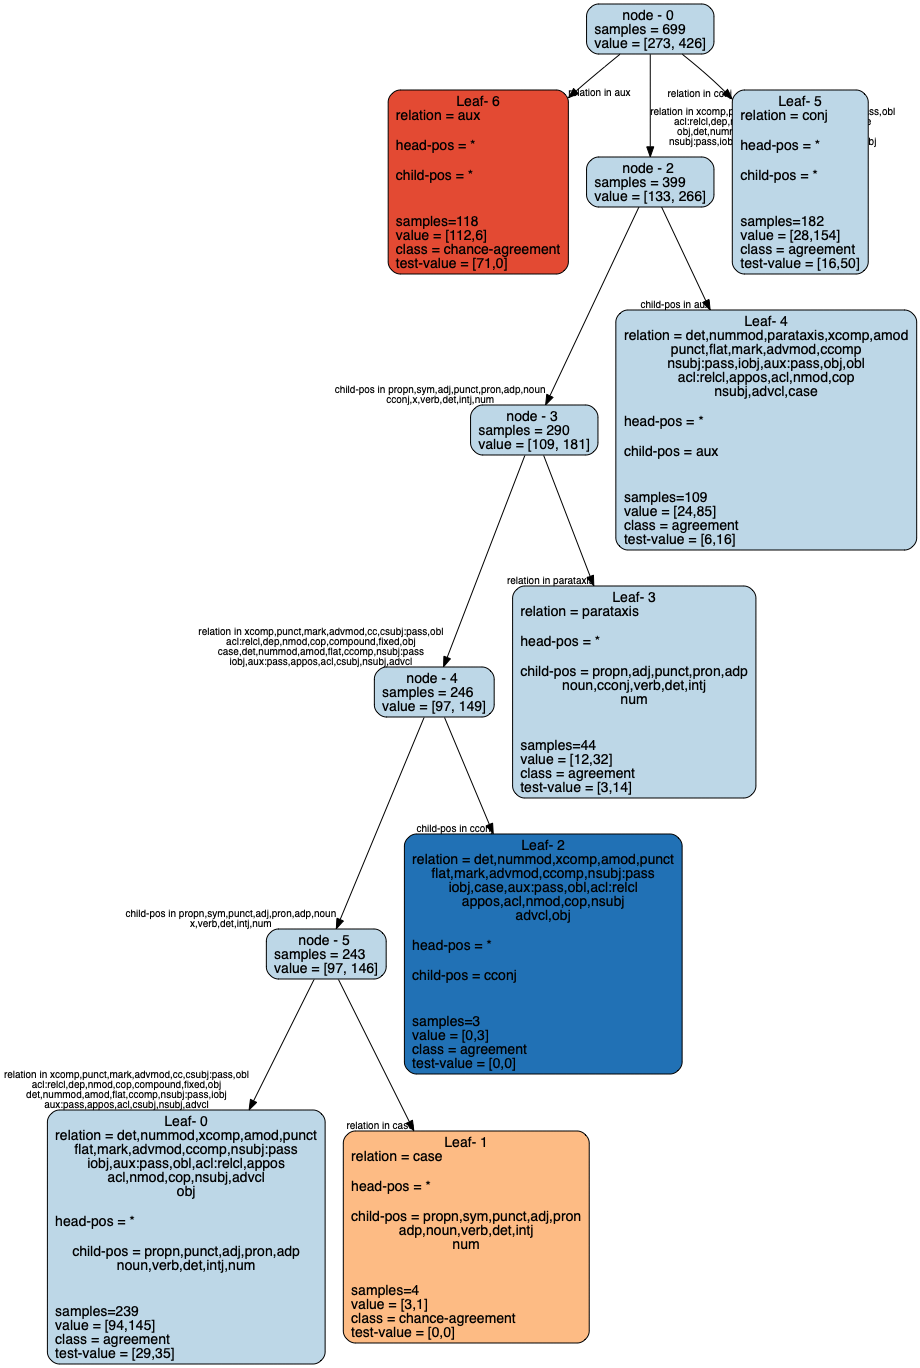 node - 0
samples = 699
value = [273, 426]
relation in aux
relation in
relation in xcomp
ass,obl
acl:relcl,dep
obj,det
nsubj:pass
bj
Leaf- 6
relation = aux
head-pos = *
child-pos = *
samples=118
value = [112,6]
class = chance-agreement
test-value = [71,0]
Leaf- 5
relation = conj
head-pos = *
child-pos = *
samples=182
value = [28,154]
class = agreement
test-value = [16,50]
node - 2
samples = 399
value = [133, 266]
child-pos in
Leaf- 4
relation = det,nummod,parataxis,xcomp,amod
punct,flat,mark,advmod,ccomp
nsubj:pass,iobj,aux:pass,obj,obl
acl:relcl,appos,acl,nmod,cop
nsubj,advcl,case
head-pos = *
child-pos = aux
samples=109
value = [24,85]
class = agreement
test-value = [6,16]
child-pos in propn,sym,adj,punct,pron,adp,noun
cconj,x,verb,det,intj,num
node - 3
samples = 290
value = [109, 181]
relation in parataxis
Leaf- 3
relation = parataxis
head-pos = *
child-pos = propn,adj,punct,pron,adp
noun,cconj,verb,det,intj
num
samples=44
value = [12,32]
class = agreement
test-value = [3,14]
relation in xcomp,punct,mark,advmod,cc,csubj:pass,obl
acl:relcl,dep,nmod,cop,compound,fixed,obj
case,det,nummod,amod,flat,ccomp,nsubj:pass
iobj,aux:pass,appos,acl,csubj,nsubj,advcl
node - 4
samples = 246
value = [97, 149]
child-pos in cconj
Leaf- 2
relation = det,nummod,xcomp,amod,punct
flat,mark,advmod,ccomp,nsubj:pass
iobj,case,aux:pass,obl,acl:relcl
appos,acl,nmod,cop,nsubj
advcl,obj
head-pos = *
child-pos = cconj
samples=3
value = [0,3]
class = agreement
test-value = [0,0]
child-pos in propn,sym,punct,adj,pron,adp,noun
x,verb,det,intj,num
node - 5
samples = 243
value = [97, 146]
relation in xcomp,punct,mark,advmod,cc,csubj:pass,obl
acl:relcl,dep,nmod,cop,compound,fixed,obj
det,nummod,amod,flat,ccomp,nsubj:pass,iobj
aux:pass,appos,acl,csubj,nsubj,advcl
relation in case
Leaf- 0
relation = det,nummod,xcomp,amod,punct
flat,mark,advmod,ccomp,nsubj:pass
iobj,aux:pass,obl,acl:relcl,appos
acl,nmod,cop,nsubj,advcl
obj
head-pos = *
child-pos = propn,punct,adj,pron,adp
noun,verb,det,intj,num
samples=239
value = [94,145]
class = agreement
test-value = [29,35]
Leaf- 1
relation = case
head-pos = *
child-pos = propn,sym,punct,adj,pron
adp,noun,verb,det,intj
num
samples=4
value = [3,1]
class = chance-agreement
test-value = [0,0]